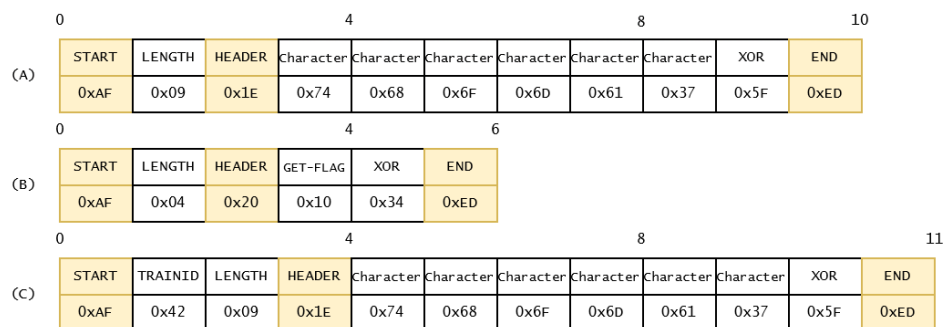 0 4 8 10
START LENGTH HEADER Character Character Character Character Character Character XOR END
(A)
0xAF 0x09 0x1E 0x74 0x68 0x6F 0x6D 0x61 0x37 0x5F 0xED
0 4 6
START LENGTH HEADER GET-FLAG XOR END
(B)
0xAF 0x04 0x20 0x10 0x34 0xED
0 4 8 11
START TRAINID LENGTH HEADER Character Character Character Character Character Character XOR END
(C)
0xAF 0x42 0x09 0x1E 0x74 0x68 0x6F 0x6D 0x61 0x37 0x5F 0xED